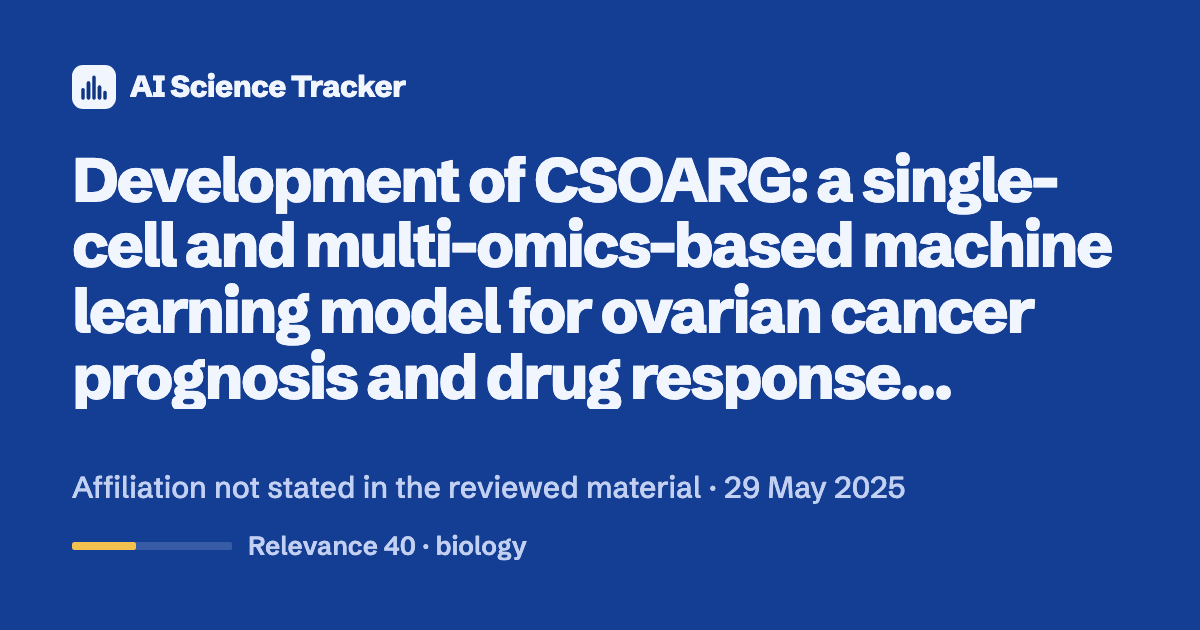 AI Science Tracker
Development of CSOARG: a single-
cell and multi-omics-based machine
learning model for ovarian cancer
prognosis and drug response...
Affiliation not stated in the reviewed material · 29 May 2025
Relevance 40 · biology